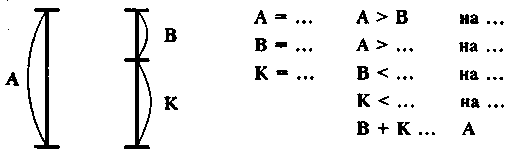 A = ... A > B на ...
B = ... A > ... на ...
K = ... B < ... на ...
K < ... на ...
B + K ... A
A
B
K